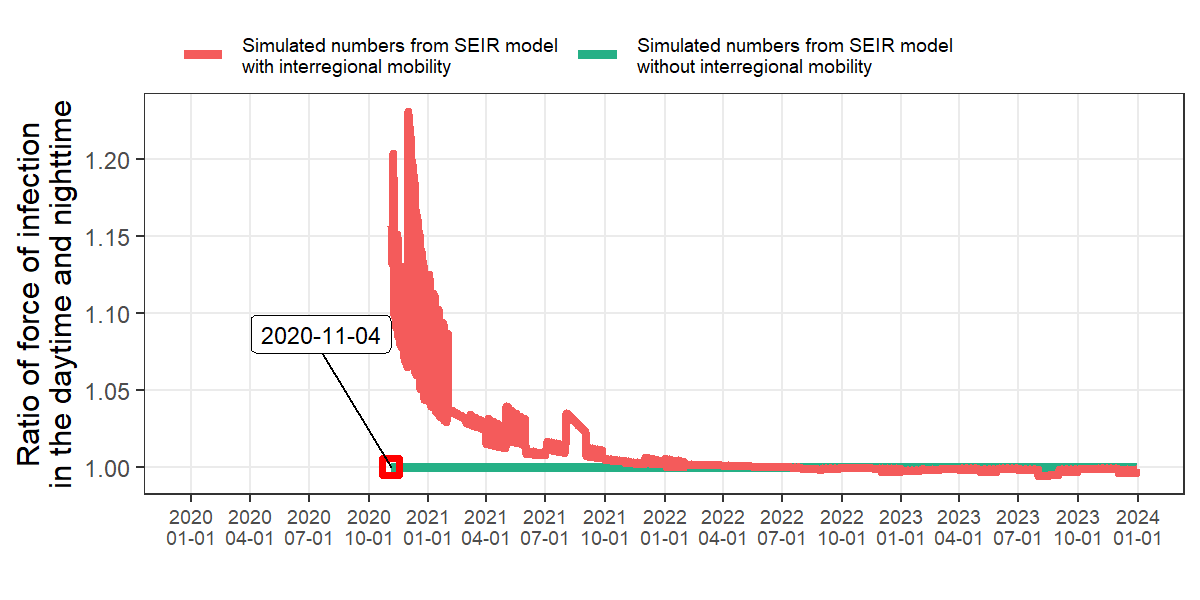 Simulated numbers from SEIR model
with interregional mobility
Simulated numbers from SEIR model
without interregional mobility
Ratio of force of infection
in the daytime and nighttime
1.20
1.15
1.10
1.05
1.00
2020-11-04
2020 2020 2020 2020 2021 2021 2021 2021 2022 2022 2022 2022 2023 2023 2023 2023 2024
01-01 04-01 07-01 10-01 01-01 04-01 07-01 10-01 01-01 04-01 07-01 10-01 01-01 04-01 07-01 10-01 01-01